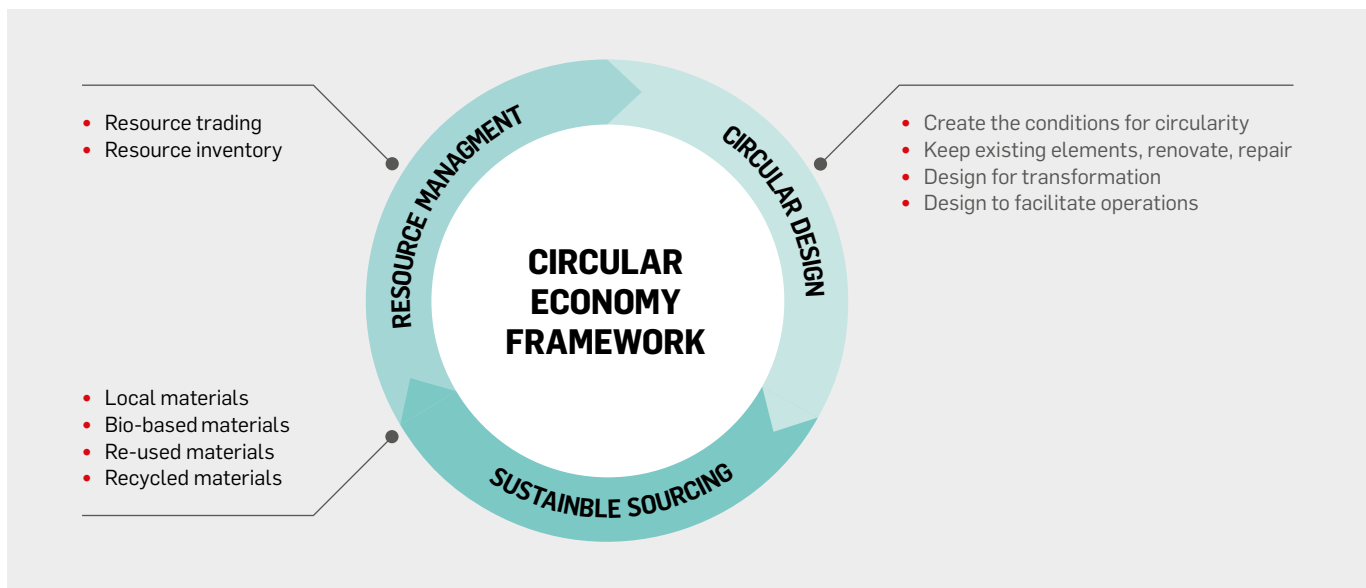 • Resource trading
• Resource inventory
RESOURCE MANAGMENT
CIRCULAR DESIGN
• Create the conditions for circularity
• Keep existing elements, renovate, repair
• Design for transformation
• Design to facilitate operations
CIRCULAR
ECONOMY
FRAMEWORK
• Local materials
• Bio-based materials
• Re-used materials
• Recycled materials
SUSTAINBLE SOURCING